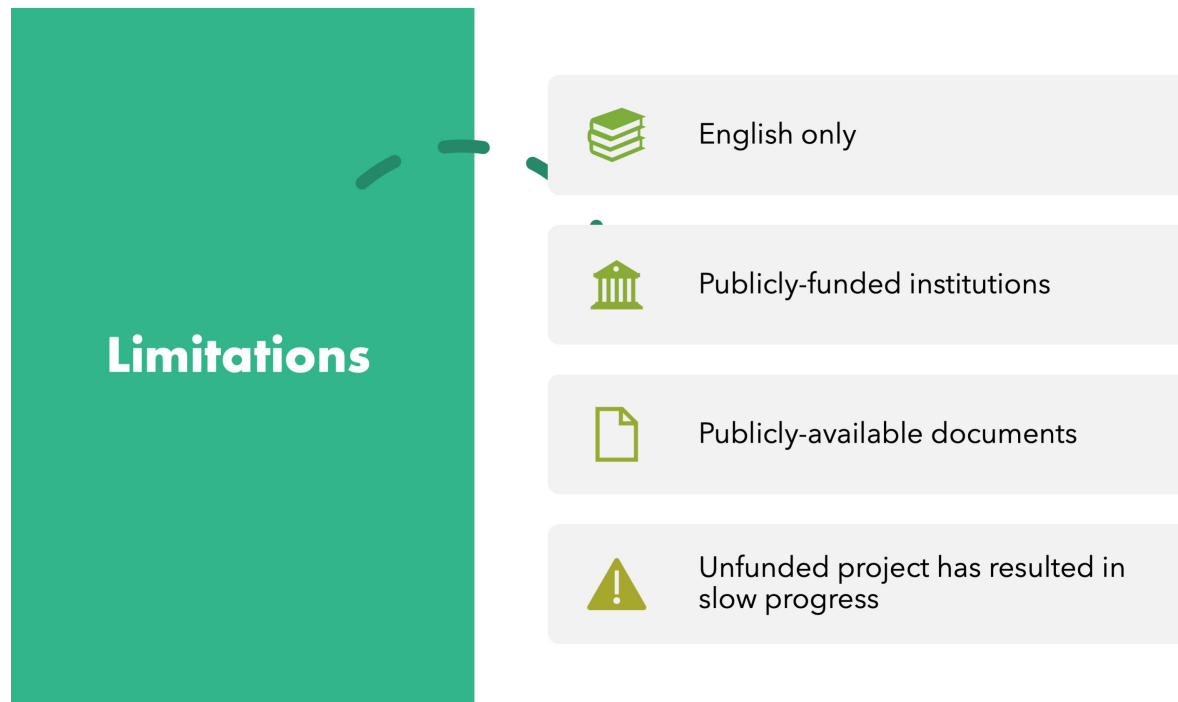 Limitations
English only
Publicly-funded institutions
Publicly-available documents
Unfunded project has resulted in
slow progress